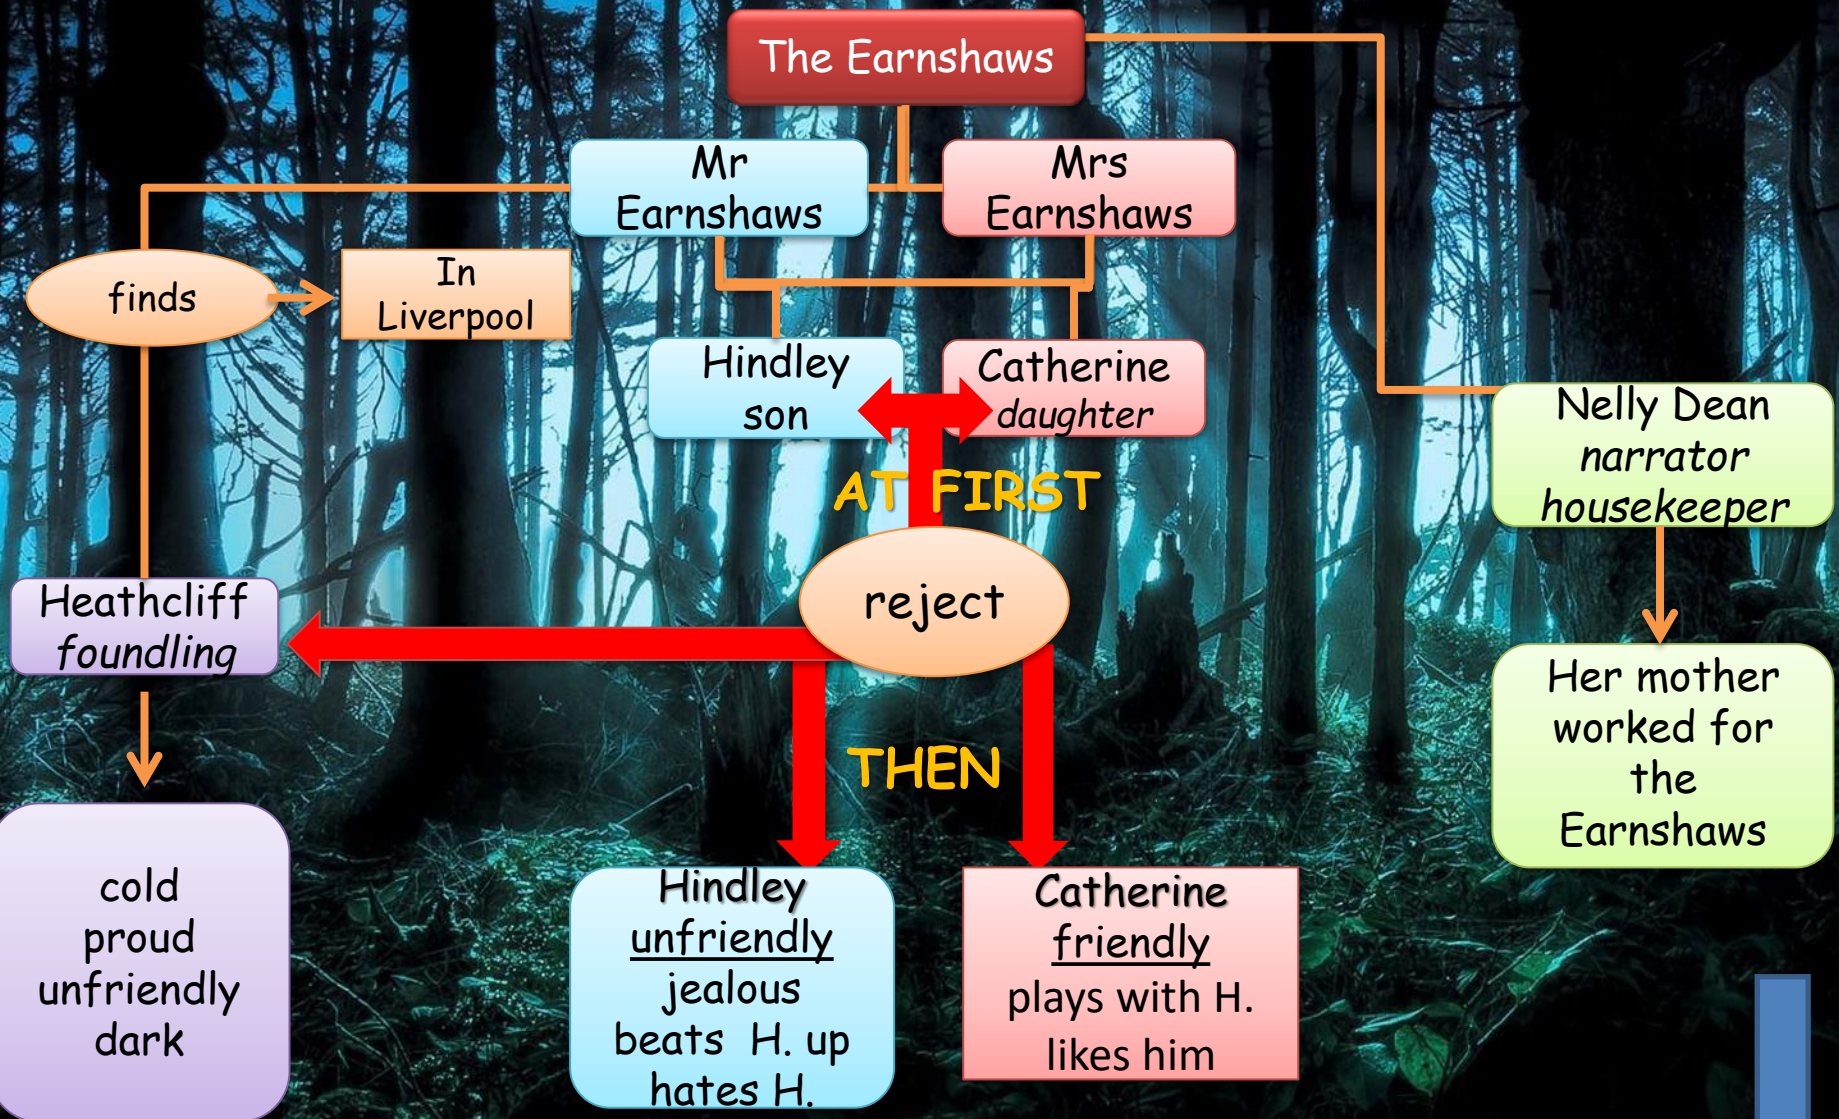 The Earnshaws
Mr
Earnshaws
Mrs
Earnshaws
finds
In
Liverpool
Hindley
son
Catherine
daughter
Nelly Dean
narrator
housekeeper
AT FIRST
reject
Heathcliff
foundling
Her mother
worked for
the
Earnshaws
THEN
cold
proud
unfriendly
dark
Hindley
unfriendly
jealous
beats H. up
hates H.
Catherine
friendly
plays with H.
likes him